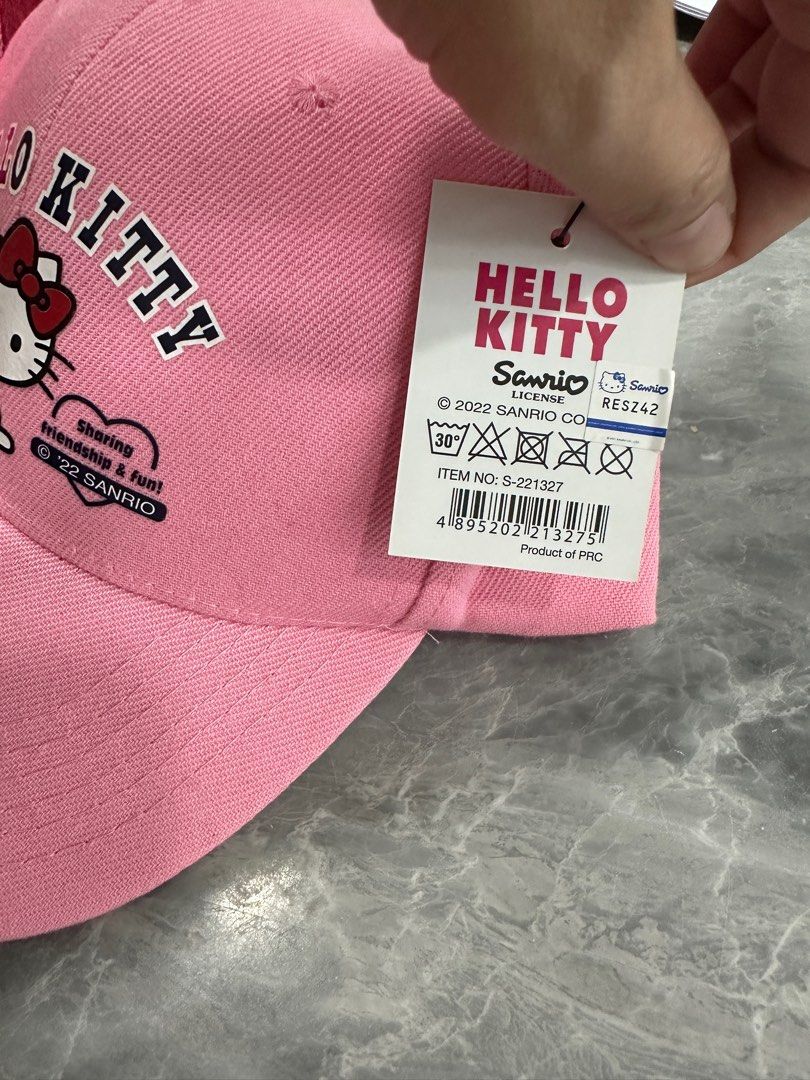 LO KITTY
Sharing
friendship & fun!
© '22 SANRIO
HELLO
KITTY
Sanrio
LICENSE
© 2022 SANRIO CO
Sanrio
RESZ42
30°
ITEM NO: S-221327
4 895202 213275
Product of PRC